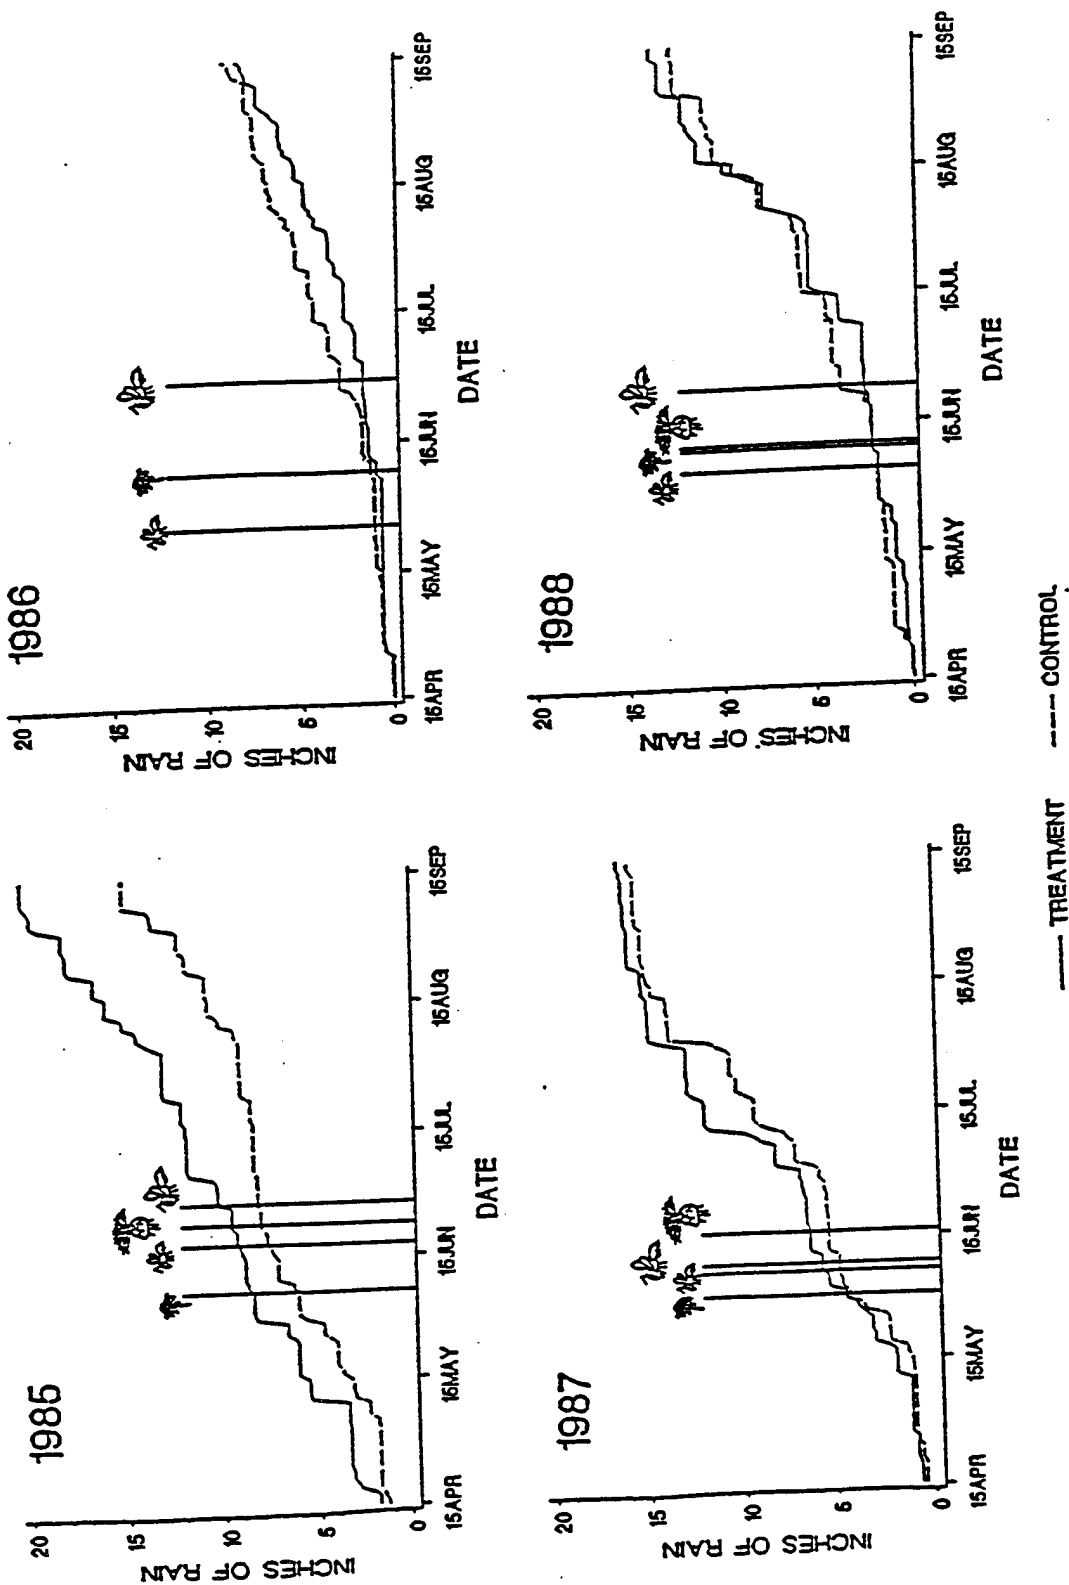 1985
INCHES OF RAIN
20
15
10
5
0
15APR
15MAY
15JUN
15JUL
15AUG
15SEP
DATE
1986
INCHES OF RAIN
20
15
10
5
0
15APR
15MAY
15JUN
15JUL
15AUG
15SEP
DATE
1987
INCHES OF RAIN
20
15
10
5
0
15APR
15MAY
15JUN
15JUL
15AUG
15SEP
DATE
1988
INCHES OF RAIN
20
15
10
5
0
15APR
15MAY
15JUN
15JUL
15AUG
15SEP
DATE
TREATMENT
CONTROL